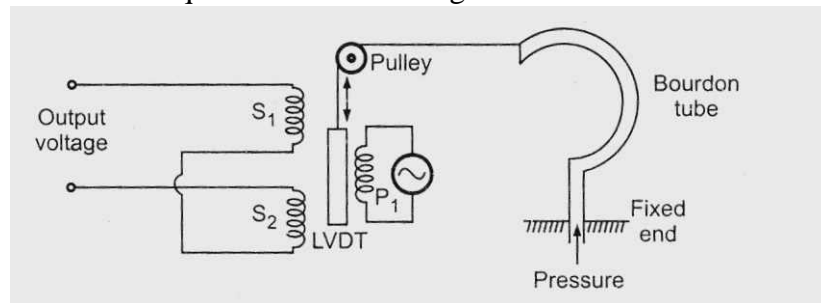 Pulley
Bourdon
tube
Output
voltage
S1
P1
S2
LVDT
Fixed
end
Pressure